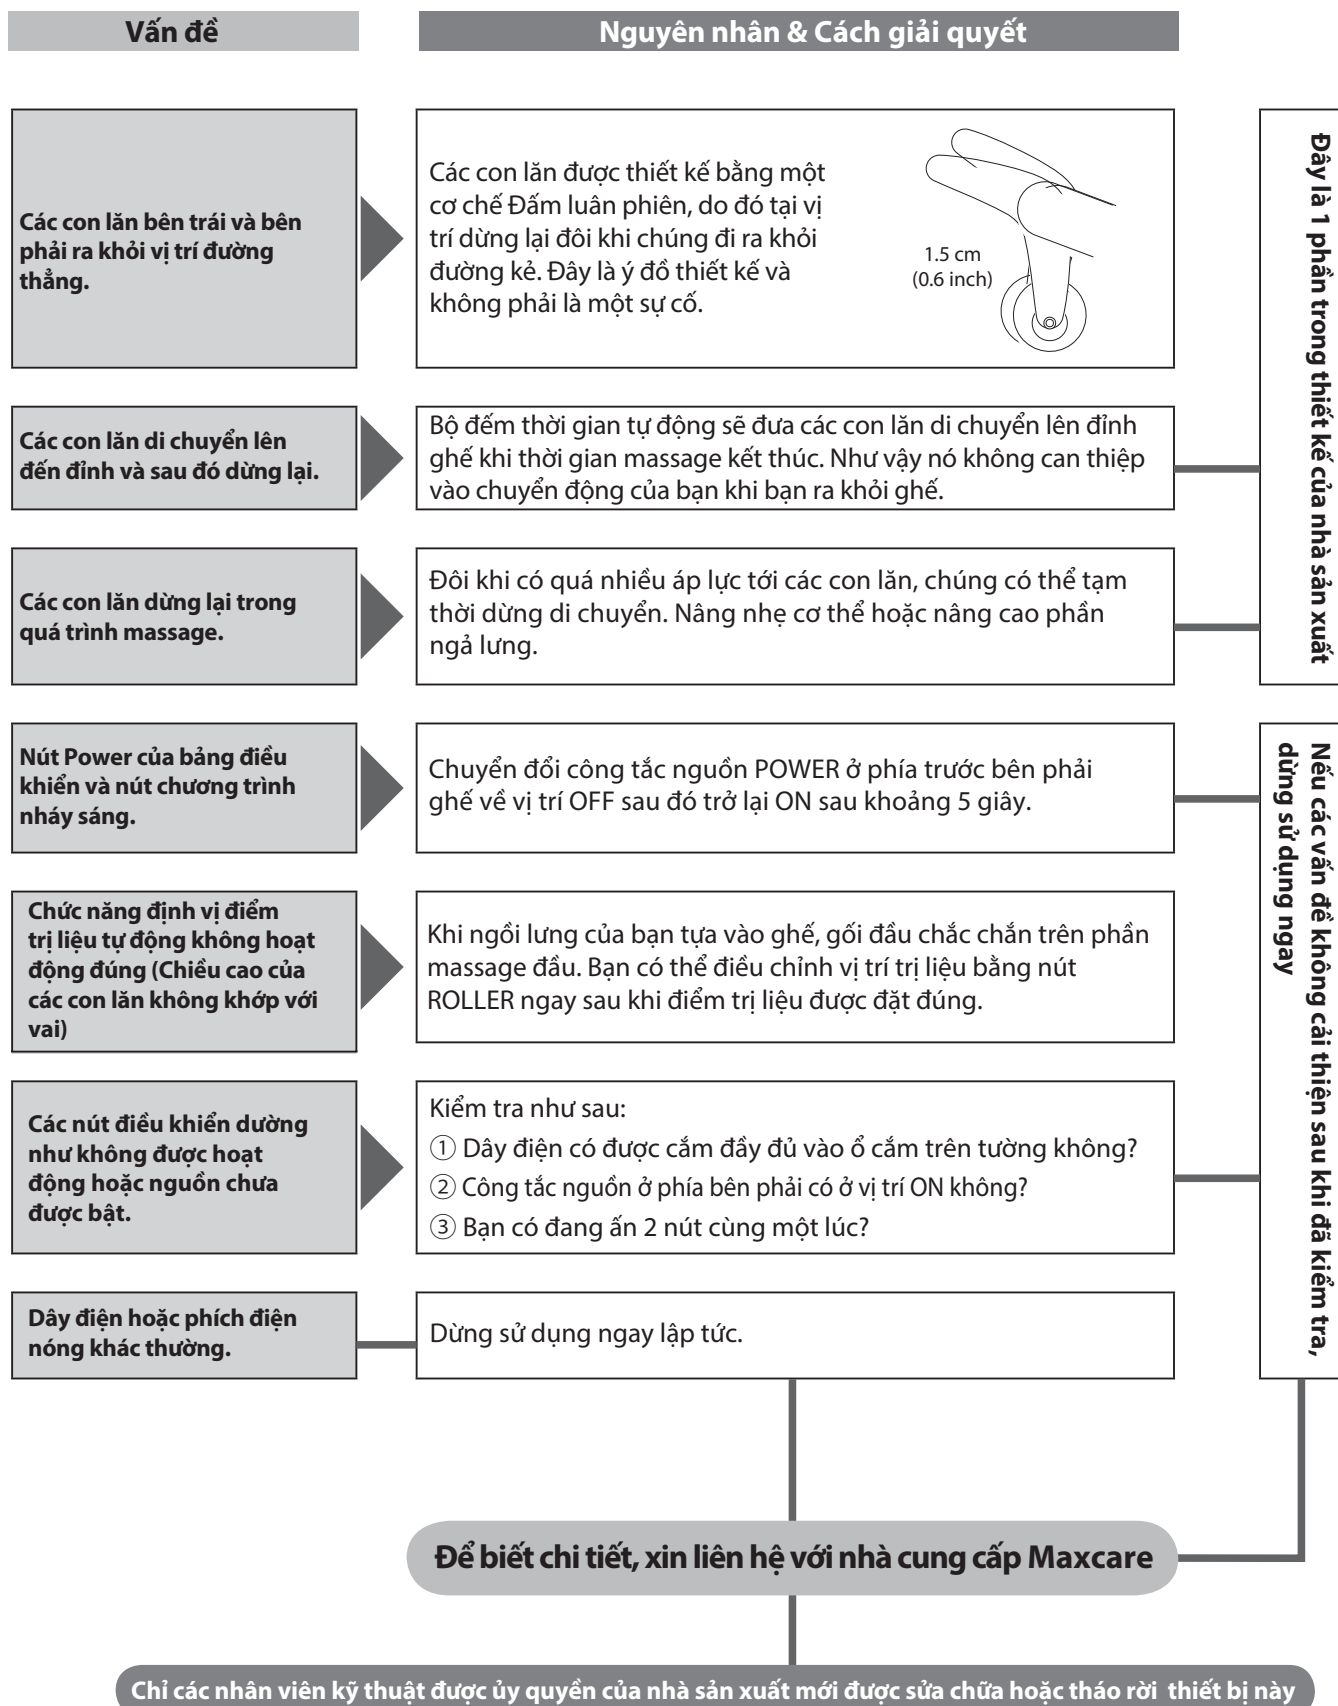 Vấn đề
Nguyên nhân & Cách giải quyết
Các con lăn bên trái và bên
phải ra khỏi vị trí đường
thẳng.
Các con lăn được thiết kế bằng một
cơ chế Đấm luân phiên, do đó tại vị
trí dừng lại đôi khi chúng đi ra khỏi
đường kẻ. Đây là ý đồ thiết kế và
không phải là một sự cố.
1.5 cm
(0.6 inch)
Các con lăn di chuyển lên
đến đỉnh và sau đó dừng lại.
Bộ đếm thời gian tự động sẽ đưa các con lăn di chuyển lên đỉnh
ghế khi thời gian massage kết thúc. Như vậy nó không can thiệp
vào chuyển động của bạn khi bạn ra khỏi ghế.
Các con lăn dừng lại trong
quá trình massage.
Đôi khi có quá nhiều áp lực tới các con lăn, chúng có thể tạm
thời dừng di chuyển. Nâng nhẹ cơ thể hoặc nâng cao phần
ngả lưng.
Đây là 1 phần trong thiết kế của nhà sản xuất
Nút Power của bảng điều
khiển và nút chương trình
nháy sáng.
Chuyển đổi công tắc nguồn POWER ở phía trước bên phải
ghế về vị trí OFF sau đó trở lại ON sau khoảng 5 giây.
Chức năng định vị điểm
trị liệu tự động không hoạt
động đúng (Chiều cao của
các con lăn không khớp với
vai)
Khi ngồi lưng của bạn tựa vào ghế, gối đầu chắc chắn trên phần
massage đầu. Bạn có thể điều chỉnh vị trí trị liệu bằng nút
ROLLER ngay sau khi điểm trị liệu được đặt đúng.
Các nút điều khiển dường
như không được hoạt
động hoặc nguồn chưa
được bật.
Kiểm tra như sau:
① Dây điện có được cắm đầy đủ vào ổ cắm trên tường không?
② Công tắc nguồn ở phía bên phải có ở vị trí ON không?
③ Bạn có đang ấn 2 nút cùng một lúc?
Dây điện hoặc phích điện
nóng khác thường.
Dừng sử dụng ngay lập tức.
Nếu các vấn đề không cải thiện sau khi đã kiểm tra,
dừng sử dụng ngay
Để biết chi tiết, xin liên hệ với nhà cung cấp Maxcare
Chỉ các nhân viên kỹ thuật được ủy quyền của nhà sản xuất mới được sửa chữa hoặc tháo rời thiết bị này